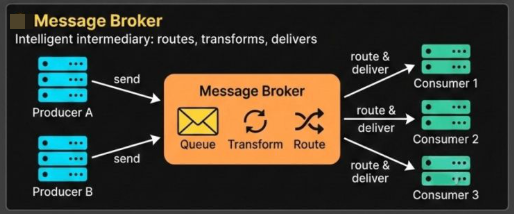 Message Broker
Intelligent intermediary: routes, transforms, delivers
Producer A
send
Producer B
send
Message Broker
Queue Transform Route
route &
deliver
Consumer 1
route &
deliver
Consumer 2
route &
deliver
Consumer 3